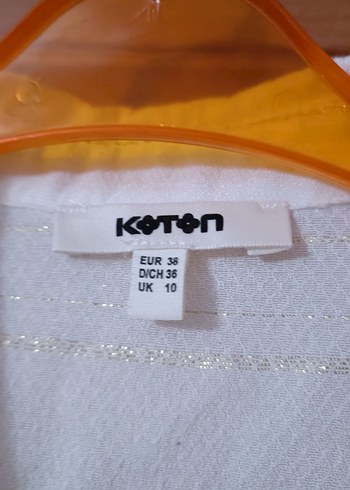 KOTON
EUR 38
D/CH 36
UK 10